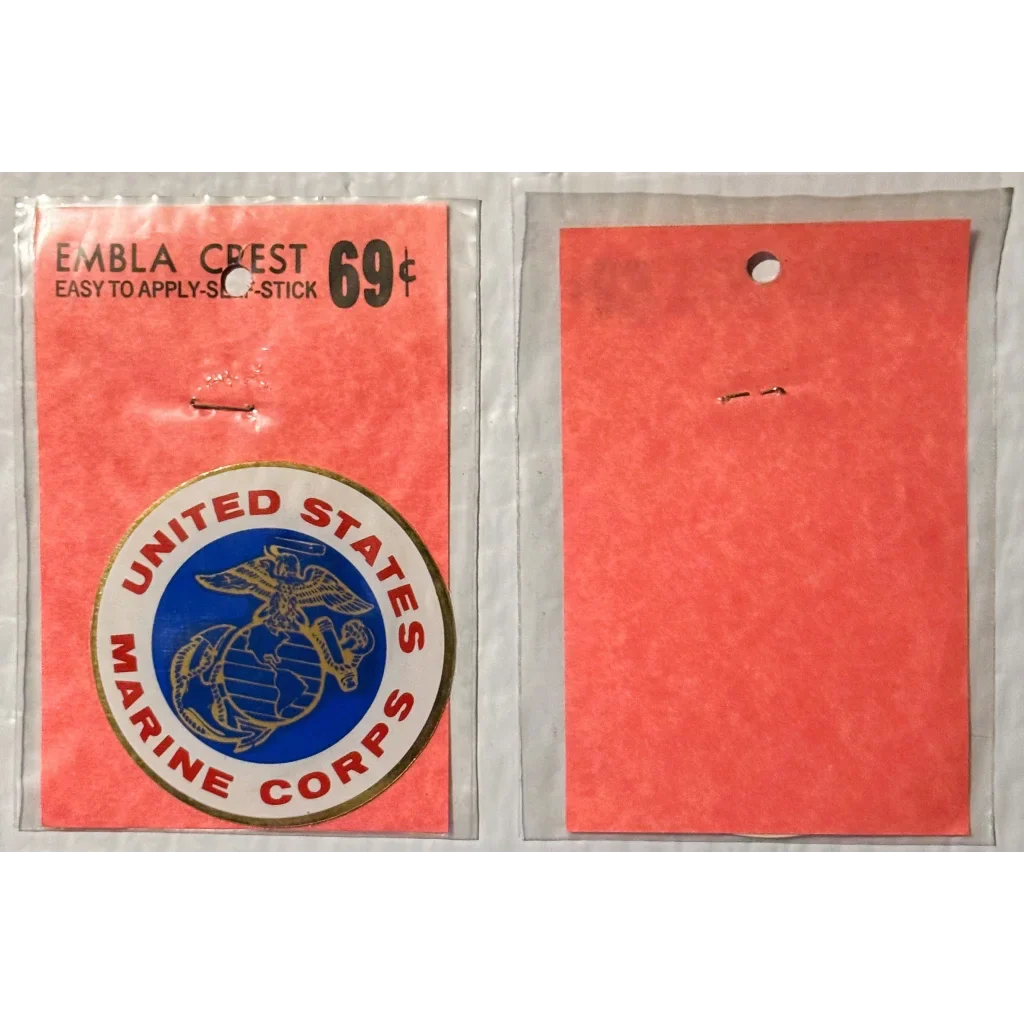 EMBLA CREST 69¢
EASY TO APPLY-SELF-STICK
UNITED STATES
MARINE CORPS